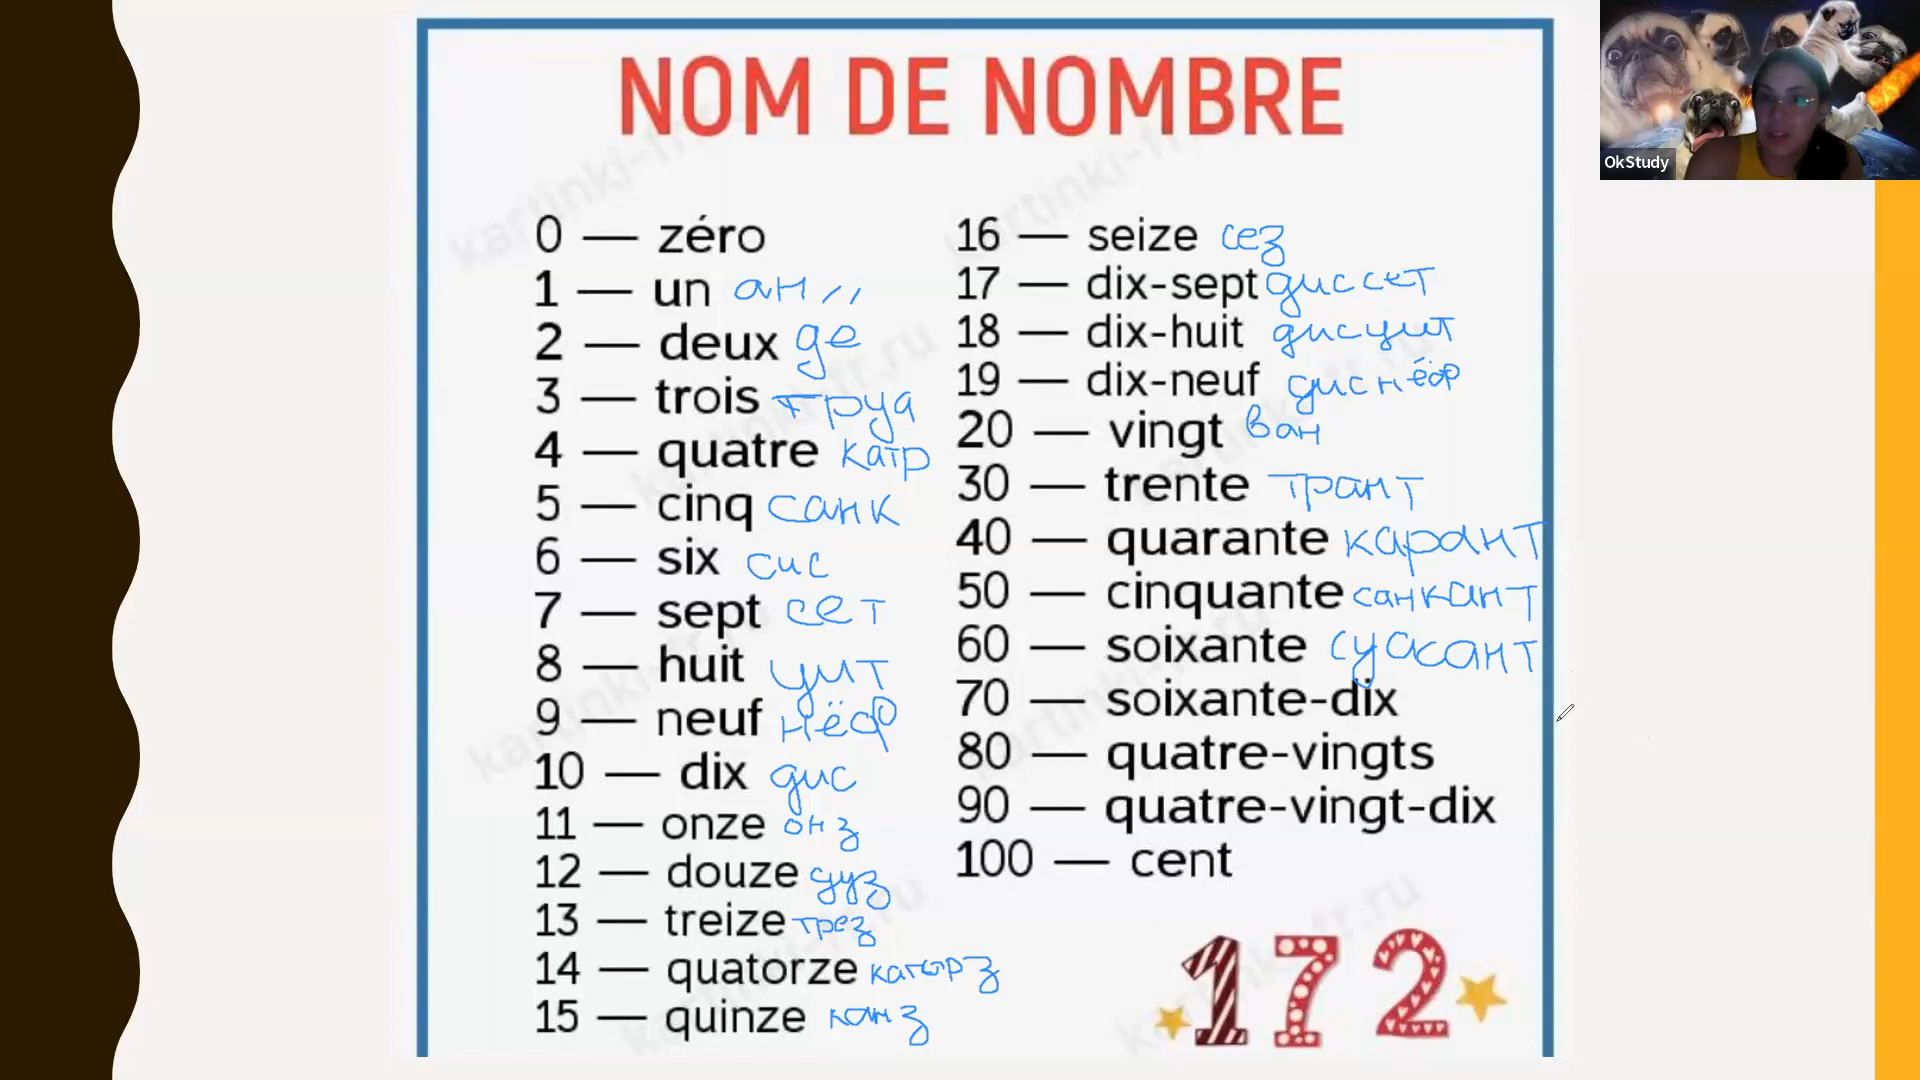 NOM DE NOMBRE
OkStudy
0 — zéro
1 — un ан //
2 — deux де
3 — trois труа
4 — quatre катр
5 — cinq санк
6 — six сис
7 — sept сет
8 — huit уит
9 — neuf нёф
10 — dix дис
11 — onze онз
12 — douze дуз
13 — treize трез
14 — quatorze каторз
15 — quinze канз
16 — seize сез
17 — dix-sept диссет
18 — dix-huit дисуит
19 — dix-neuf диснёф
20 — vingt ван
30 — trente трант
40 — quarante карант
50 — cinquante санкант
60 — soixante суасант
70 — soixante-dix
80 — quatre-vingts
90 — quatre-vingt-dix
100 — cent
172
kartinki-fr.ru